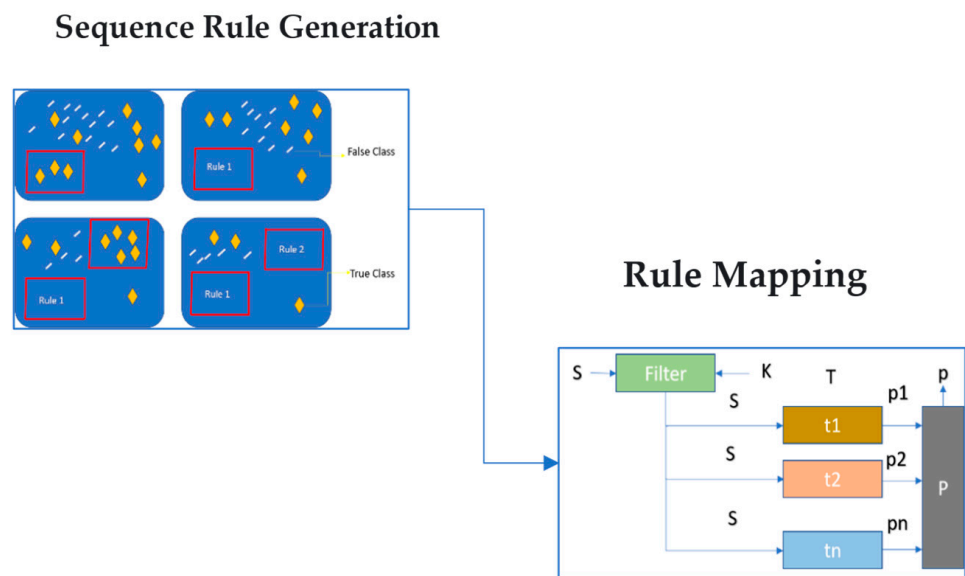 Sequence Rule Generation
Rule 1
False Class
Rule 1
Rule 2
Rule 1
True Class
Rule Mapping
S
Filter
K
T
p
S
t1
p1
S
t2
p2
P
S
tn
pn